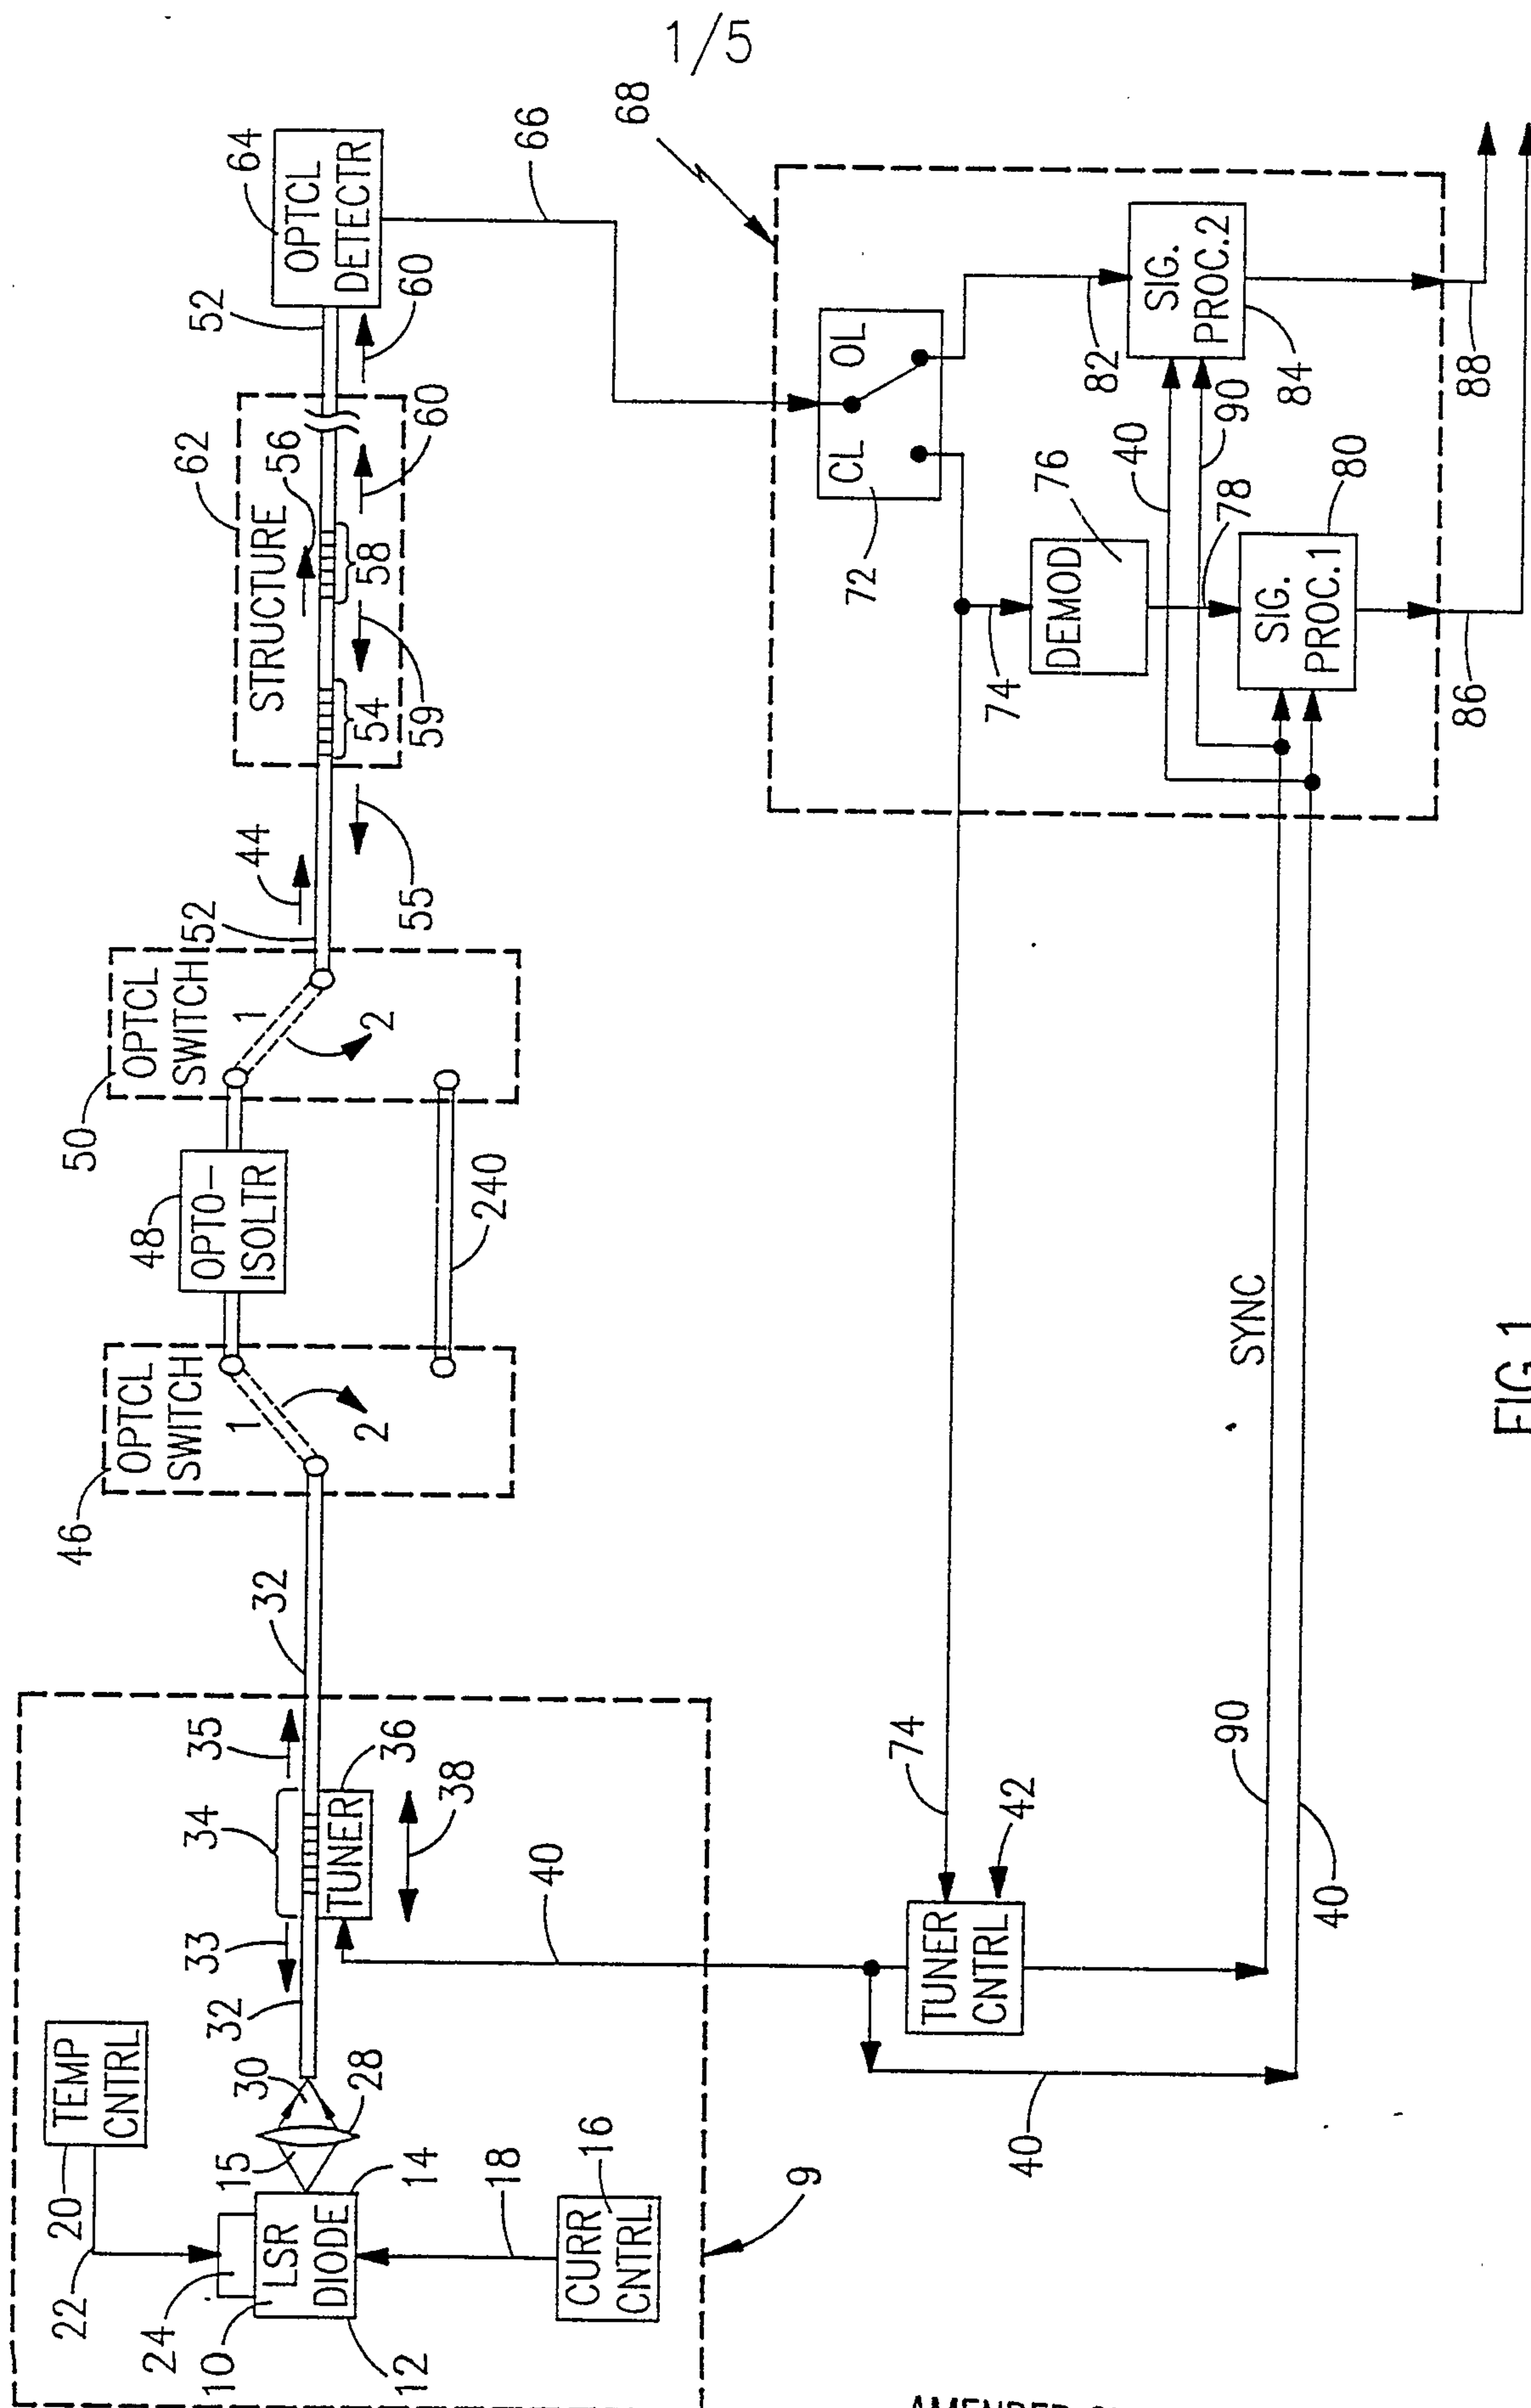 1/5
TEMP
CNTRL
20
22
24
10
LSR
DIODE
12
14
15
28
30
18
CURR
CNTRL
16
9
32
33
34
35
TUNER
36
38
40
32
46
OPTCL
SWITCH
1
2
48
OPTO-
ISOLTR
240
50
OPTCL
SWITCH
1
2
52
44
55
62
STRUCTURE
54
56
58
59
60
52
60
64
OPTCL
DETECTR
66
68
CL
OL
72
74
DEMOD
76
78
82
SIG.
PROC.2
84
40
90
SIG.
PROC.1
80
86
88
74
TUNER
CNTRL
42
40
90
40
SYNC
FIG.1